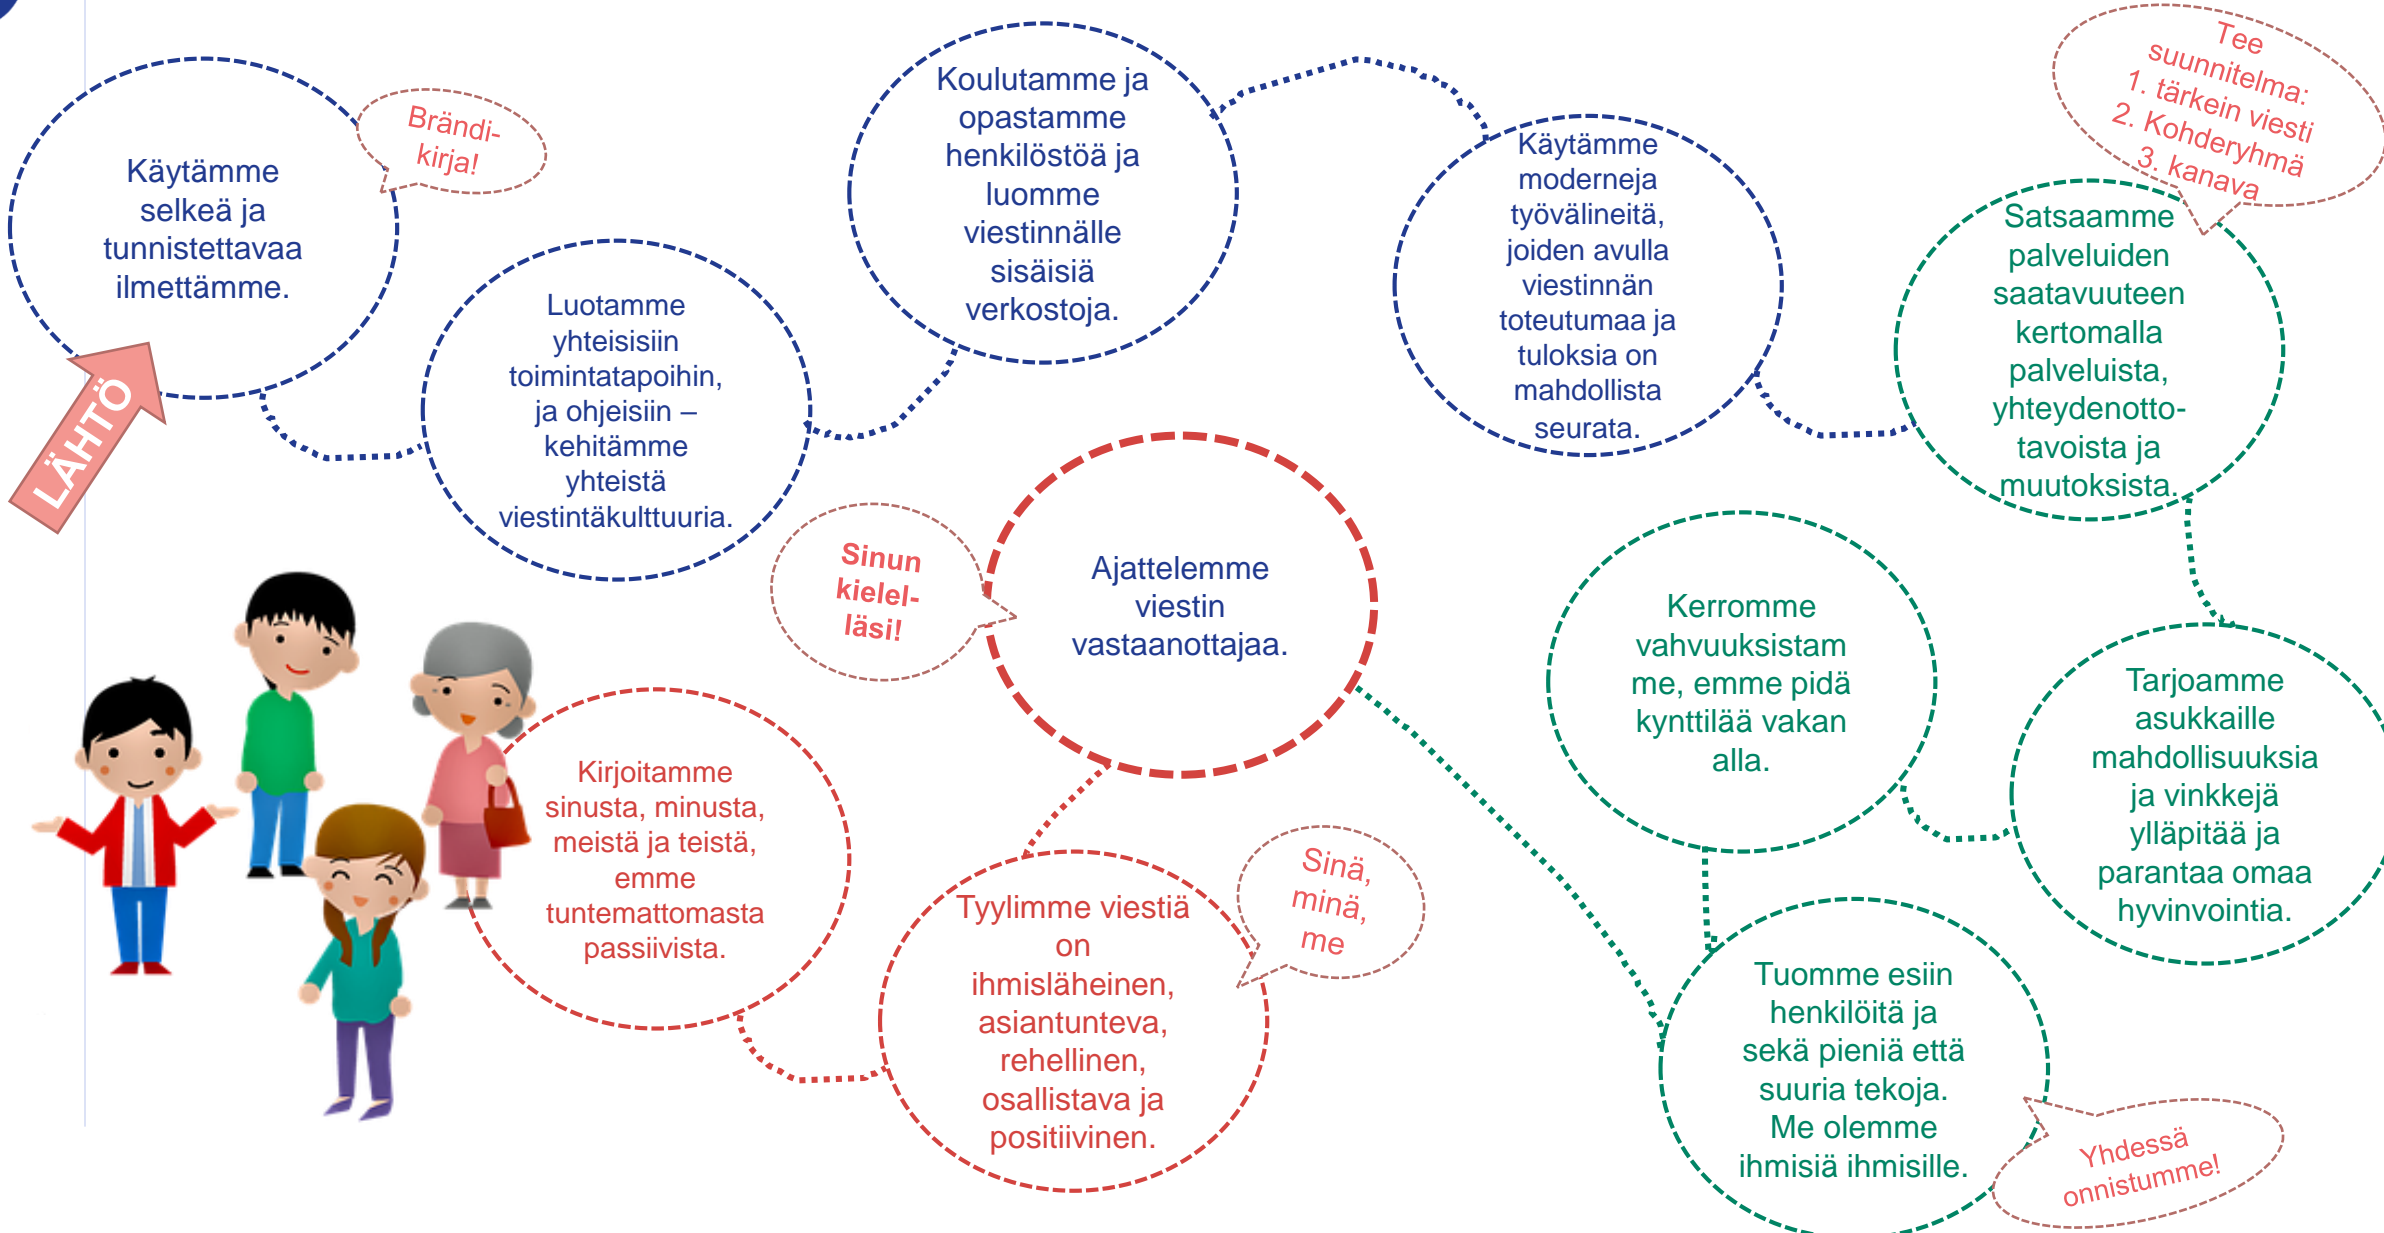 LÄHTÖ
Käytämme
selkeä ja
tunnistettavaa
ilmettämme.
Brändi-
kirja!
Luotamme
yhteisisiin
toimintatapoihin,
ja ohjeisiin –
kehitämme
yhteistä
viestintäkulttuuria.
Koulutamme ja
opastamme
henkilöstöä ja
luomme
viestinnälle
sisäisiä
verkostoja.
Käytämme
moderneja
työvälineitä,
joiden avulla
viestinnän
toteutumaa ja
tuloksia on
mahdollista
seurata.
Tee
suunnitelma:
1. tärkein viesti
2. Kohderyhmä
3. kanava
Satsaamme
palveluiden
saatavuuteen
kertomalla
palveluista,
yhteydenotto-
tavoista ja
muutoksista.
Tarjoamme
asukkaille
mahdollisuuksia
ja vinkkejä
ylläpitää ja
parantaa omaa
hyvinvointia.
Kerromme
vahvuuksistam
me, emme pidä
kynttilää vakan
alla.
Tuomme esiin
henkilöitä ja
sekä pieniä että
suuria tekoja.
Me olemme
ihmisiä ihmisille.
Yhdessä
onnistumme!
Ajattelemme
viestin
vastaanottajaa.
Sinun
kielel-
läsi!
Tyylimme viestiä
on
ihmisläheinen,
asiantunteva,
rehellinen,
osallistava ja
positiivinen.
Sinä,
minä,
me
Kirjoitamme
sinusta, minusta,
meistä ja teistä,
emme
tuntemattomasta
passiivista.